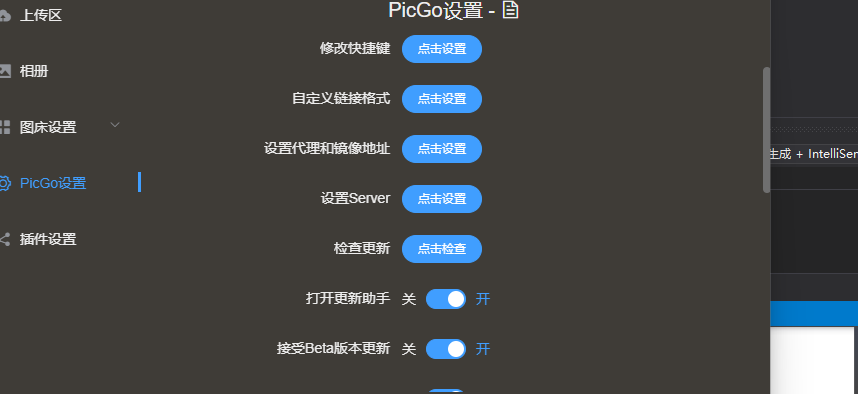 PicGo设置 -
上传区
相册
图床设置
PicGo设置
插件设置
修改快捷键 点击设置
自定义链接格式 点击设置
设置代理和镜像地址 点击设置
设置Server 点击设置
检查更新 点击检查
打开更新助手 关 开
接受Beta版本更新 关 开
生成 + IntelliSen